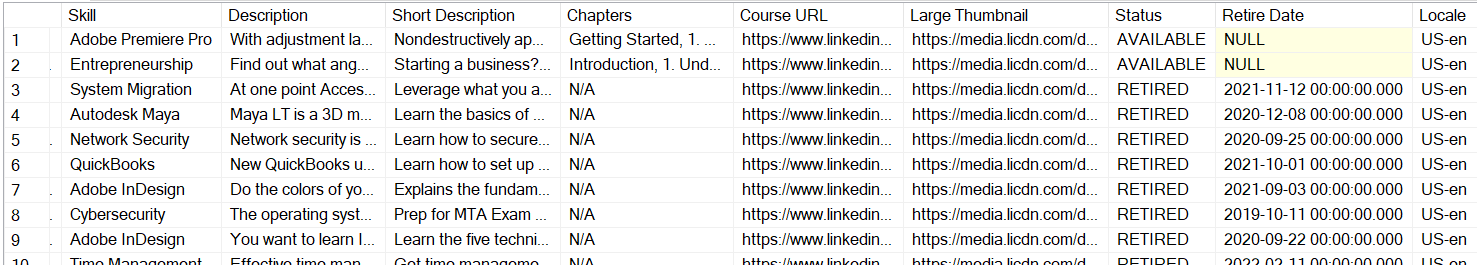 Skill Description Short Description Chapters Course URL Large Thumbnail Status Retire Date Locale
1 Adobe Premiere Pro With adjustment la... Nondestructively ap... Getting Started, 1. ... https://www.linkedin... https://media.licdn.com/d... AVAILABLE NULL US-en
2 . Entrepreneurship Find out what ang... Starting a business?... Introduction, 1. Und... https://www.linkedin... https://media.licdn.com/d... AVAILABLE NULL US-en
3 System Migration At one point Acces... Leverage what you a... N/A https://www.linkedin... https://media.licdn.com/d... RETIRED 2021-11-12 00:00:00.000 US-en
4 Autodesk Maya Maya LT is a 3D m... Learn the basics of ... N/A https://www.linkedin... https://media.licdn.com/d... RETIRED 2020-12-08 00:00:00.000 US-en
5 . Network Security Network security is ... Learn how to secure... N/A https://www.linkedin... https://media.licdn.com/d... RETIRED 2020-09-25 00:00:00.000 US-en
6 . QuickBooks New QuickBooks u... Learn how to set up ... N/A https://www.linkedin... https://media.licdn.com/d... RETIRED 2021-10-01 00:00:00.000 US-en
7 . Adobe InDesign Do the colors of yo... Explains the fundam... N/A https://www.linkedin... https://media.licdn.com/d... RETIRED 2021-09-03 00:00:00.000 US-en
8 . Cybersecurity The operating syst... Prep for MTA Exam ... N/A https://www.linkedin... https://media.licdn.com/d... RETIRED 2019-10-11 00:00:00.000 US-en
9 . Adobe InDesign You want to learn I... Learn the five techni... N/A https://www.linkedin... https://media.licdn.com/d... RETIRED 2020-09-22 00:00:00.000 US-en
10 Time Management Effective time man... Get time manageme... N/A https://www.linkedin... https://media.licdn.com/d... RETIRED 2022-02-11 00:00:00.000 US-en